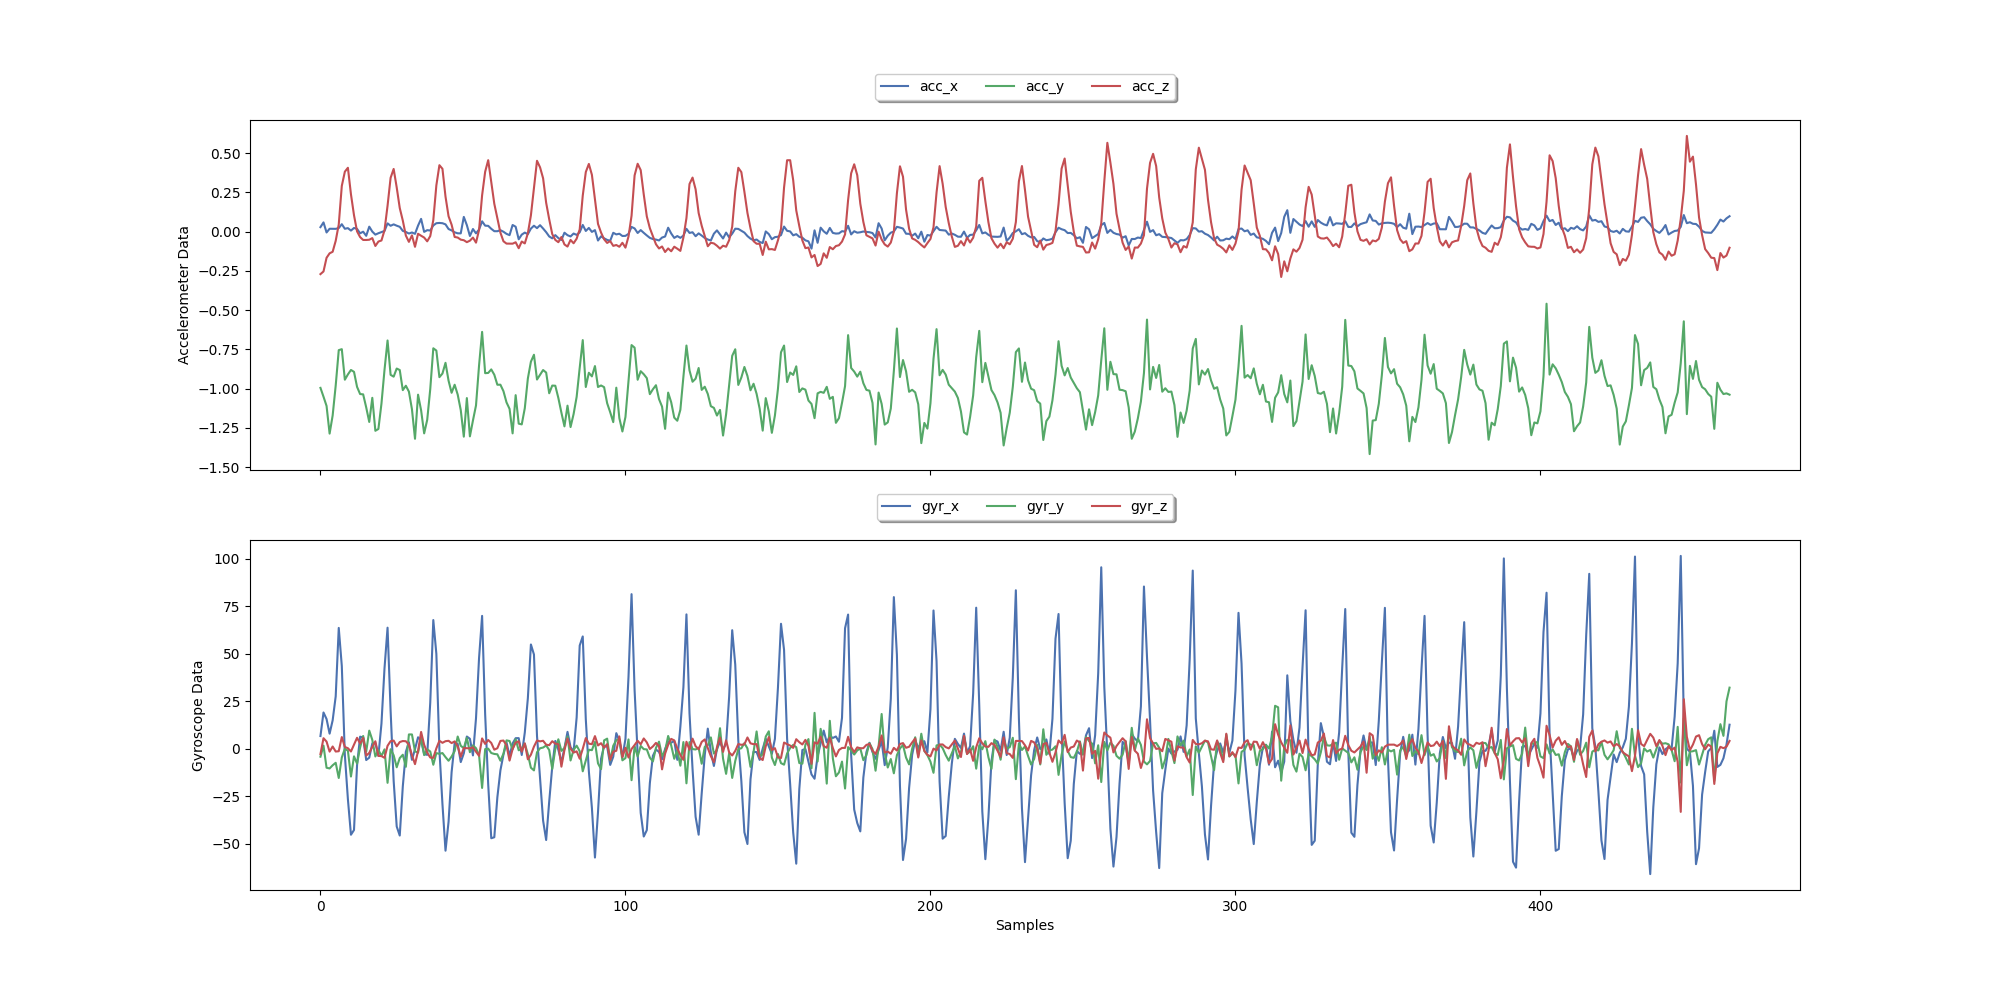 acc_x acc_y acc_z
0.50
0.25
0.00
−0.25
−0.50
−0.75
−1.00
−1.25
−1.50
Accelerometer Data
gyr_x gyr_y gyr_z
100
75
50
25
0
−25
−50
Gyroscope Data
0 100 200 300 400
Samples